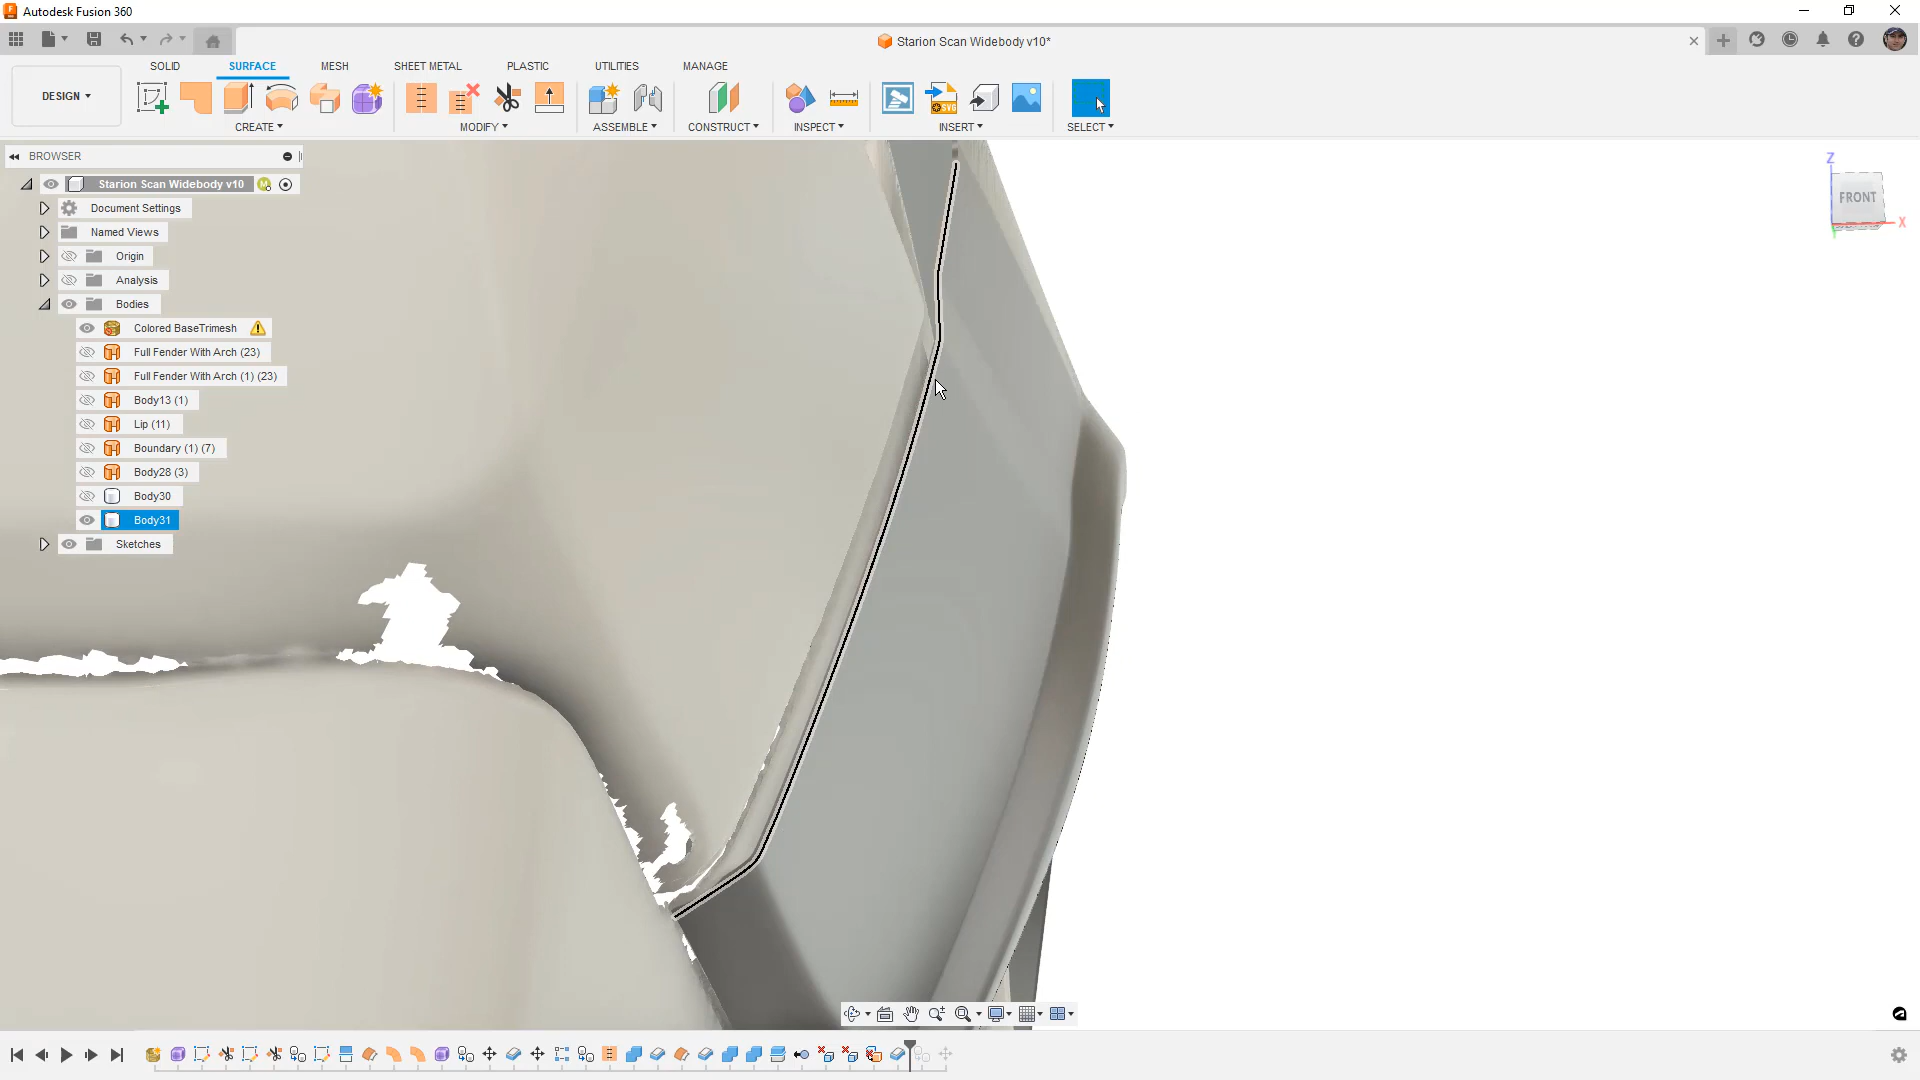 Autodesk Fusion 360
Starion Scan Widebody v10*
DESIGN
SOLID
SURFACE
MESH
SHEET METAL
PLASTIC
UTILITIES
MANAGE
CREATE
MODIFY
ASSEMBLE
CONSTRUCT
INSPECT
INSERT
SELECT
BROWSER
Starion Scan Widebody v10
Document Settings
Named Views
Origin
Analysis
Bodies
Colored BaseTrimesh
Full Fender With Arch (23)
Full Fender With Arch (1) (23)
Body13 (1)
Lip (11)
Boundary (1) (7)
Body28 (3)
Body30
Body31
Sketches
Z
FRONT
X